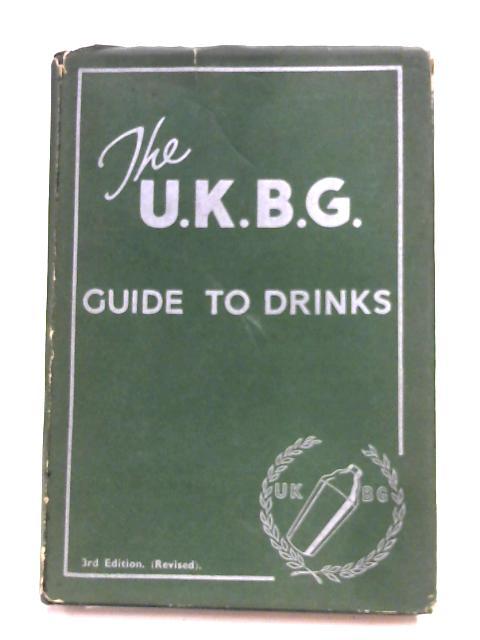 The
U.K.B.G.
GUIDE TO DRINKS
UK BG
3rd Edition. (Revised).